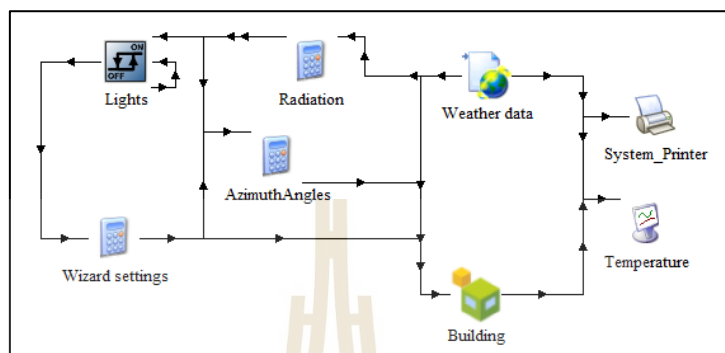 ON
OFF
Lights
Radiation
Weather data
System_Printer
AzimuthAngles
Wizard settings
Temperature
Building